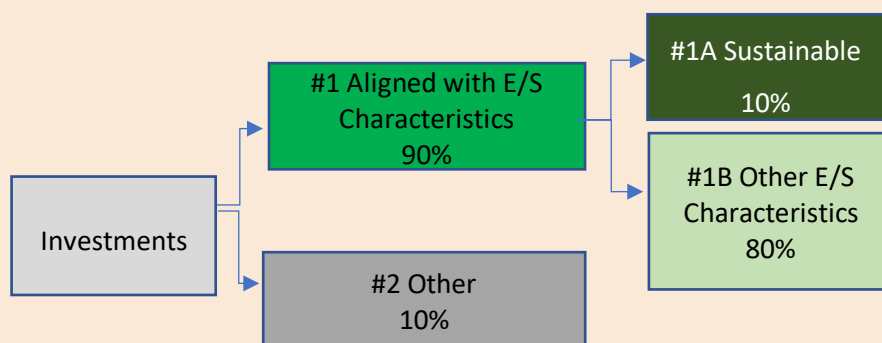 Investments
#1 Aligned with E/S
Characteristics
90%
#2 Other
10%
#1A Sustainable
10%
#1B Other E/S
Characteristics
80%